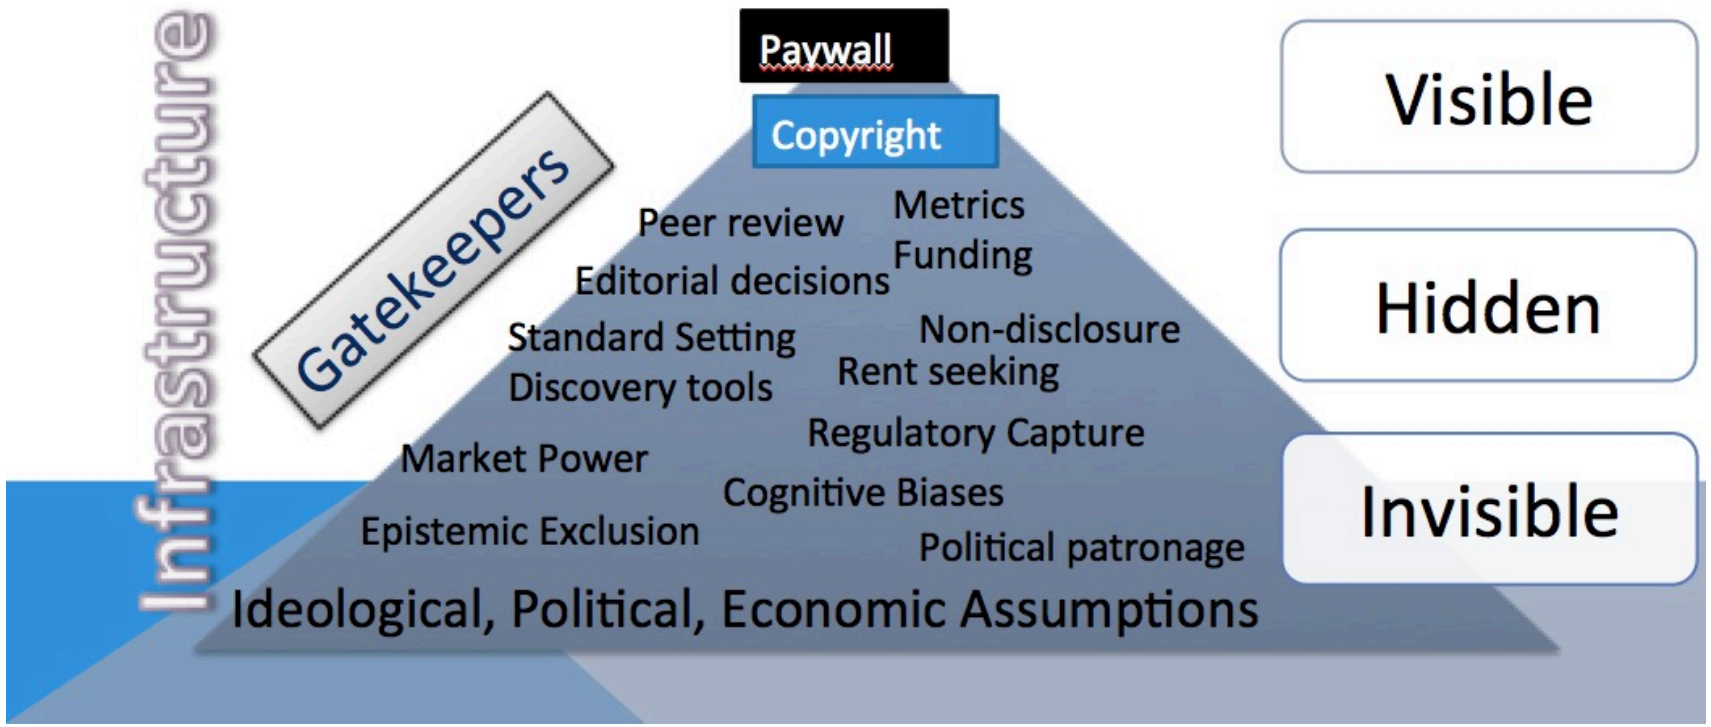 Infrastructure
Gatekeepers
Paywall
Copyright
Peer review
Metrics
Funding
Editorial decisions
Standard Setting
Non-disclosure
Discovery tools
Rent seeking
Regulatory Capture
Market Power
Cognitive Biases
Epistemic Exclusion
Political patronage
Ideological, Political, Economic Assumptions
Visible
Hidden
Invisible